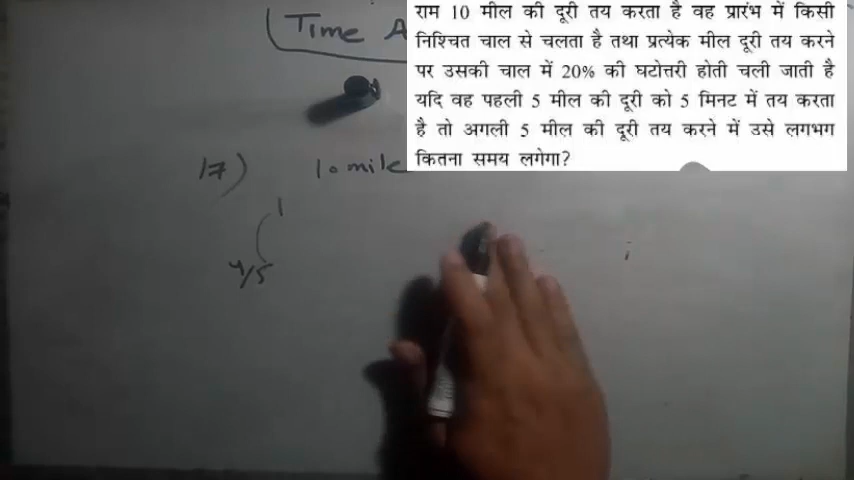 Time A
राम 10 मील की दूरी तय करता है वह प्रारंभ में किसी
निश्चित चाल से चलता है तथा प्रत्येक मील दूरी तय करने
पर उसकी चाल में 20% की घटोत्तरी होती चली जाती है
यदि वह पहली 5 मील की दूरी को 5 मिनट में तय करता
है तो अगली 5 मील की दूरी तय करने में उसे लगभग
कितना समय लगेगा?
17) 10 mile
1
4/5